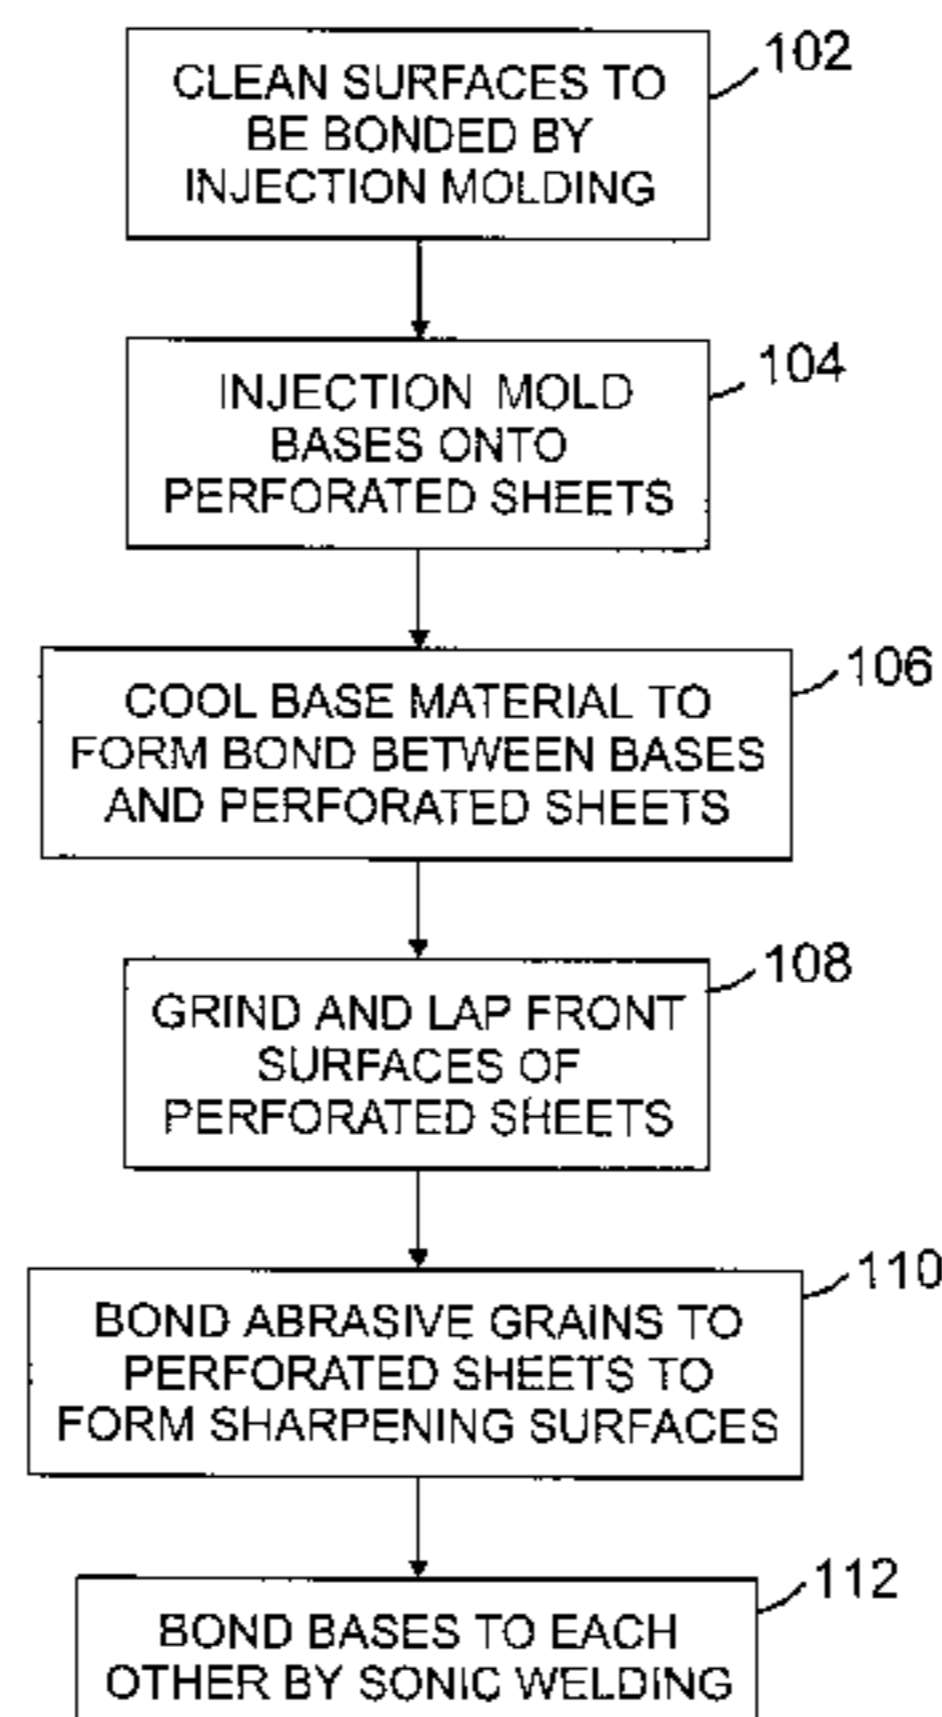 102
CLEAN SURFACES TO
BE BONDED BY
INJECTION MOLDING
104
INJECTION MOLD
BASES ONTO
PERFORATED SHEETS
106
COOL BASE MATERIAL TO
FORM BOND BETWEEN BASES
AND PERFORATED SHEETS
108
GRIND AND LAP FRONT
SURFACES OF
PERFORATED SHEETS
110
BOND ABRASIVE GRAINS TO
PERFORATED SHEETS TO
FORM SHARPENING SURFACES
112
BOND BASES TO EACH
OTHER BY SONIC WELDING